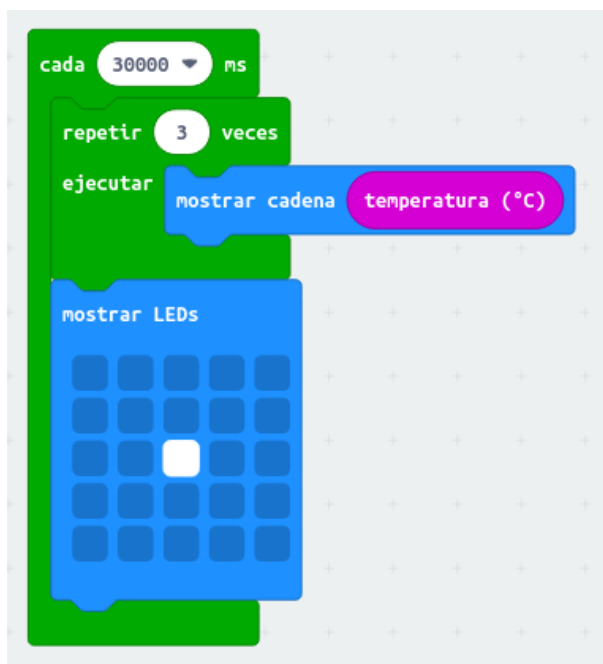 cada 30000 ms
repetir 3 veces
ejecutar
mostrar cadena temperatura (°C)
mostrar LEDs